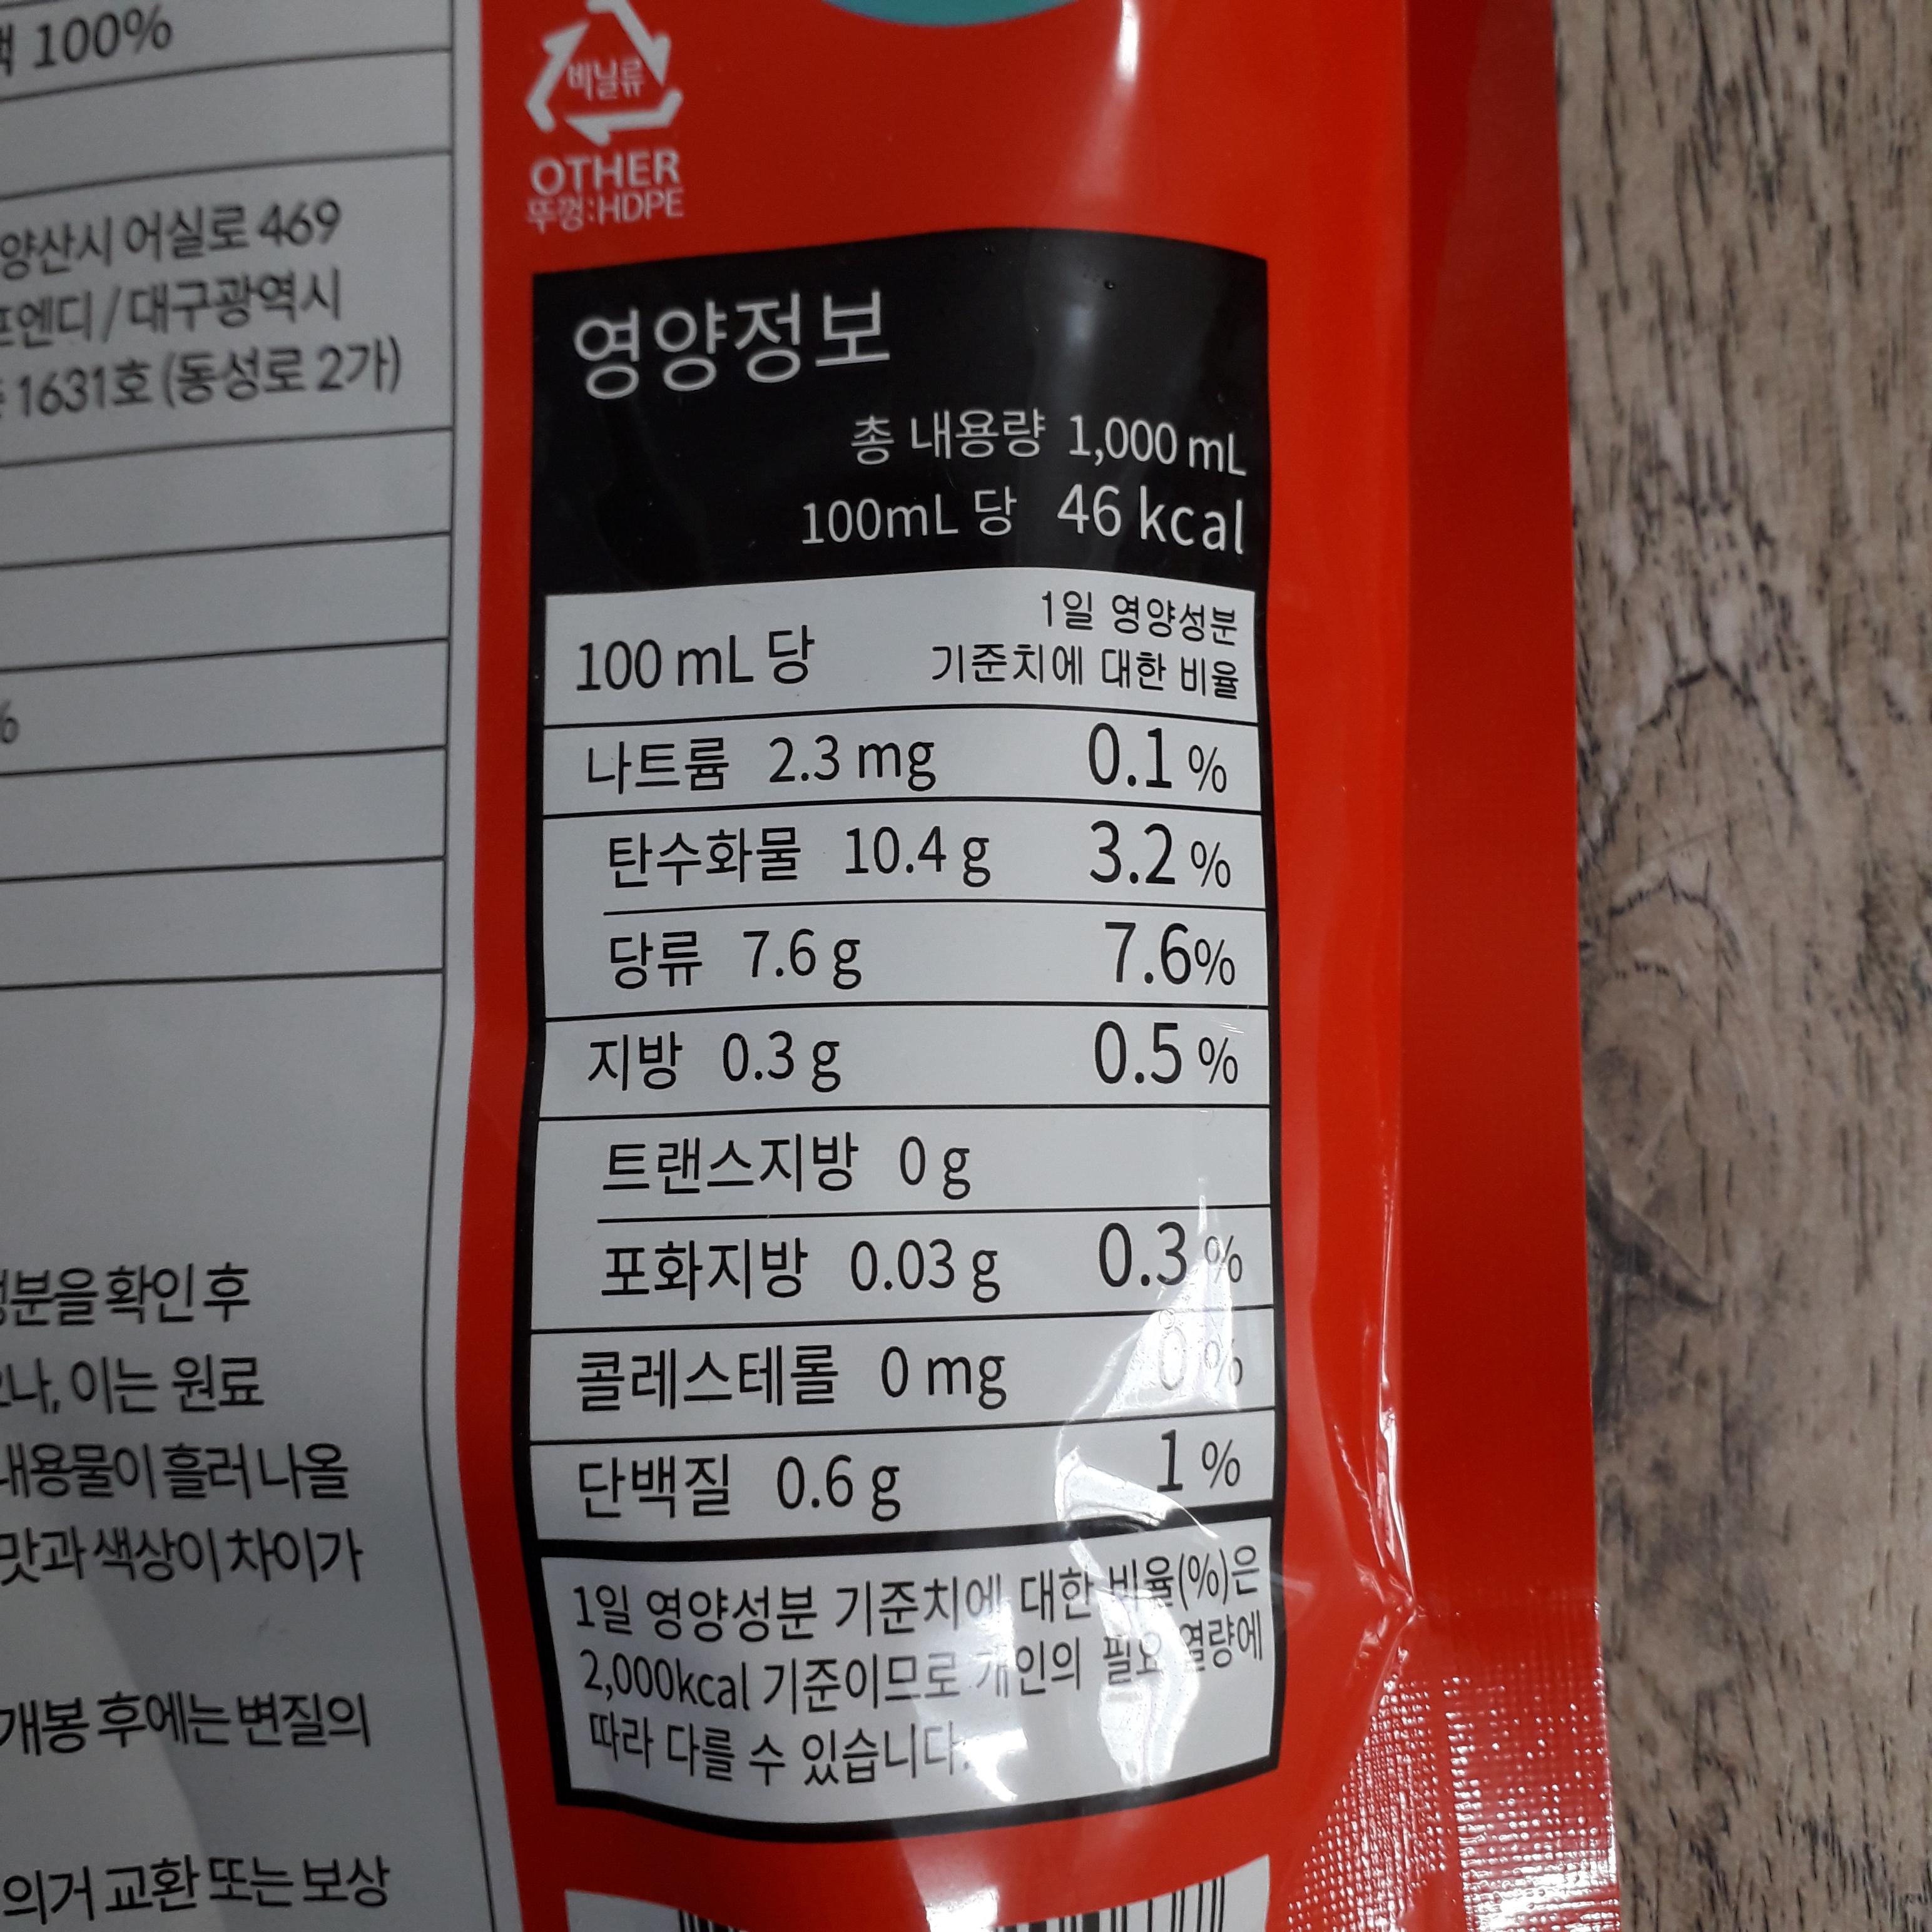 100%
양산시 어실로 469
엔디 / 대구광역시
1631호 (동성로 2가)
%
성분을 확인 후
나, 이는 원료
내용물이 흘러 나올
맛과 색상이 차이가
개봉 후에는 변질의
의거 교환 또는 보상
비닐류
OTHER
뚜껑:HDPE
영양정보
총 내용량 1,000 mL
100mL 당 46 kcal
100 mL 당 1일 영양성분
기준치에 대한 비율
나트륨 2.3 mg 0.1 %
탄수화물 10.4 g 3.2 %
당류 7.6 g 7.6%
지방 0.3 g 0.5 %
트랜스지방 0 g
포화지방 0.03 g 0.3 %
콜레스테롤 0 mg 0 %
단백질 0.6 g 1 %
1일 영양성분 기준치에 대한 비율(%)은
2,000kcal 기준이므로 개인의 필요 열량에
따라 다를 수 있습니다.